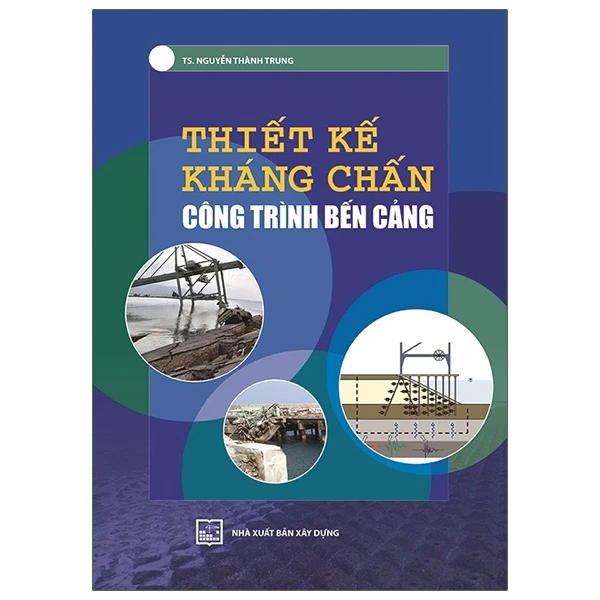 TS. NGUYỄN THÀNH TRUNG
THIẾT KẾ
KHÁNG CHẤN
CÔNG TRÌNH BẾN CẢNG
NHÀ XUẤT BẢN XÂY DỰNG